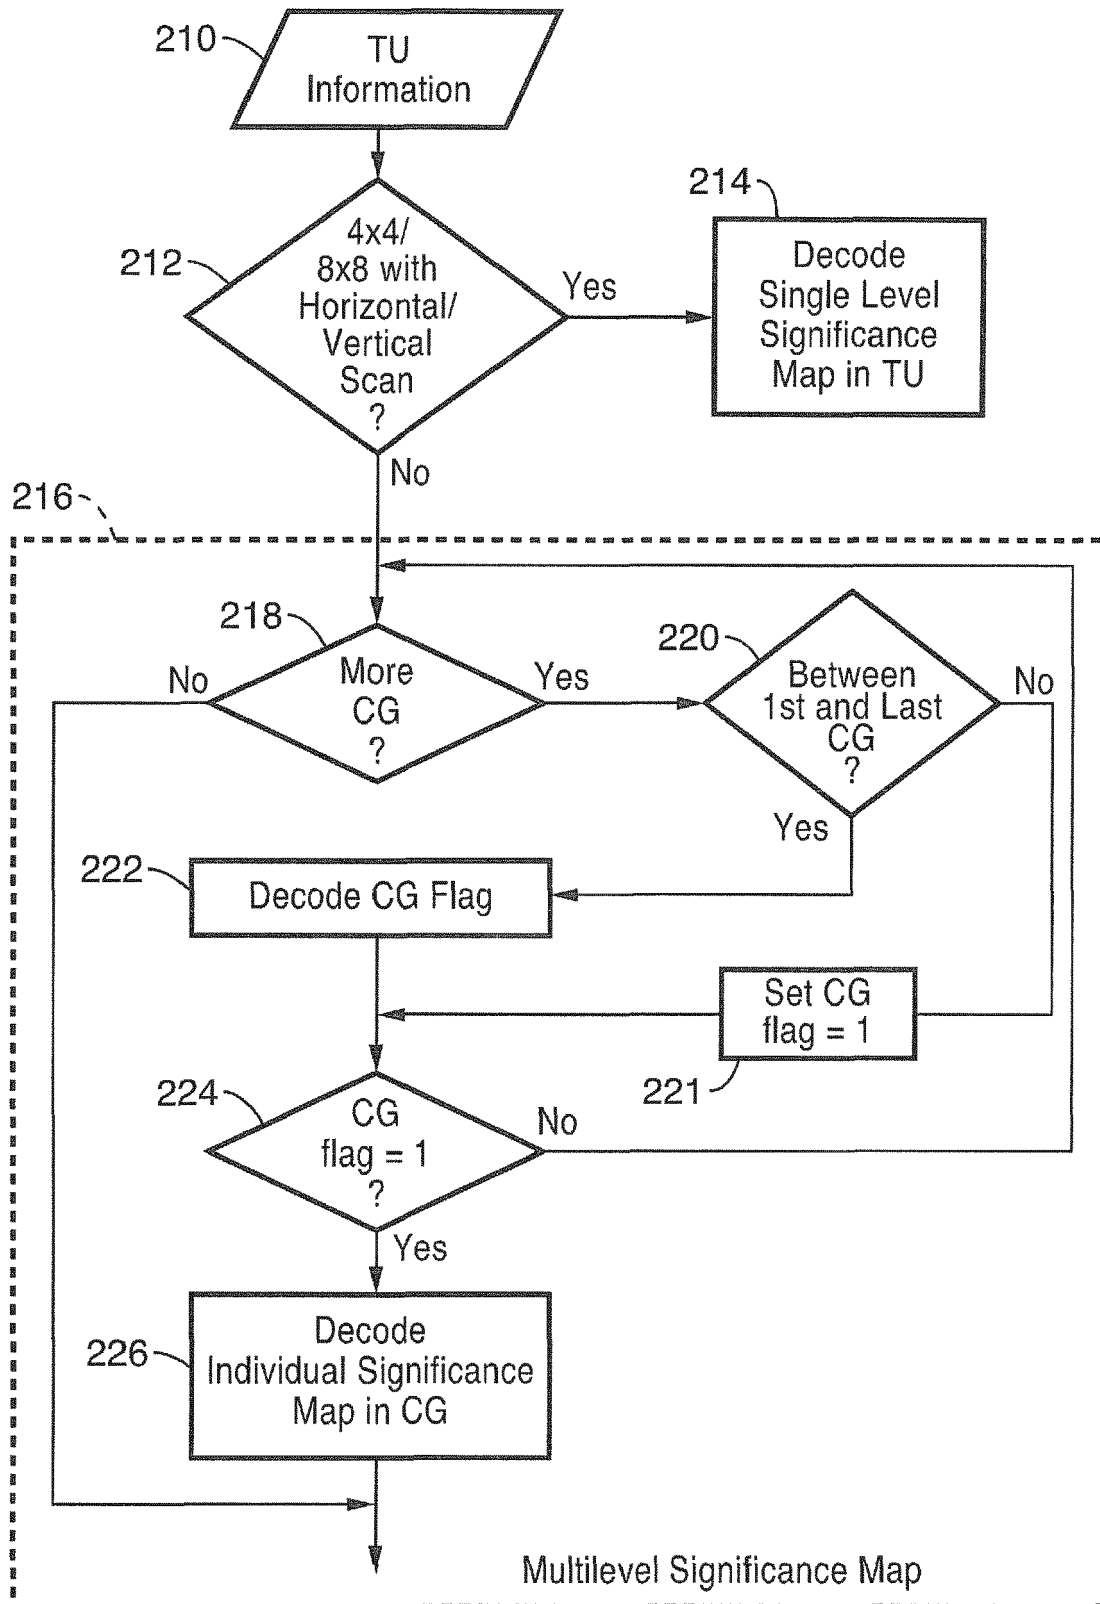 210
TU
Information
212
4x4/
8x8 with
Horizontal/
Vertical
Scan
?
Yes
214
Decode
Single Level
Significance
Map in TU
No
216
218
More
CG
?
No
Yes
220
Between
1st and Last
CG
?
No
Yes
222
Decode CG Flag
Set CG
flag = 1
221
224
CG
flag = 1
?
No
Yes
226
Decode
Individual Significance
Map in CG
Multilevel Significance Map